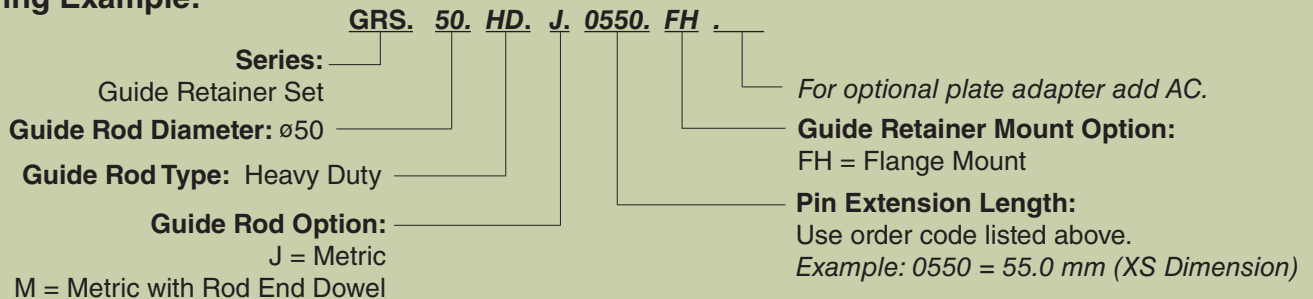 ing Example:
GRS. 50. HD. J. 0550. FH .
Series:
Guide Retainer Set
Guide Rod Diameter: ø50
Guide Rod Type: Heavy Duty
Guide Rod Option:
J = Metric
M = Metric with Rod End Dowel
For optional plate adapter add AC.
Guide Retainer Mount Option:
FH = Flange Mount
Pin Extension Length:
Use order code listed above.
Example: 0550 = 55.0 mm (XS Dimension)